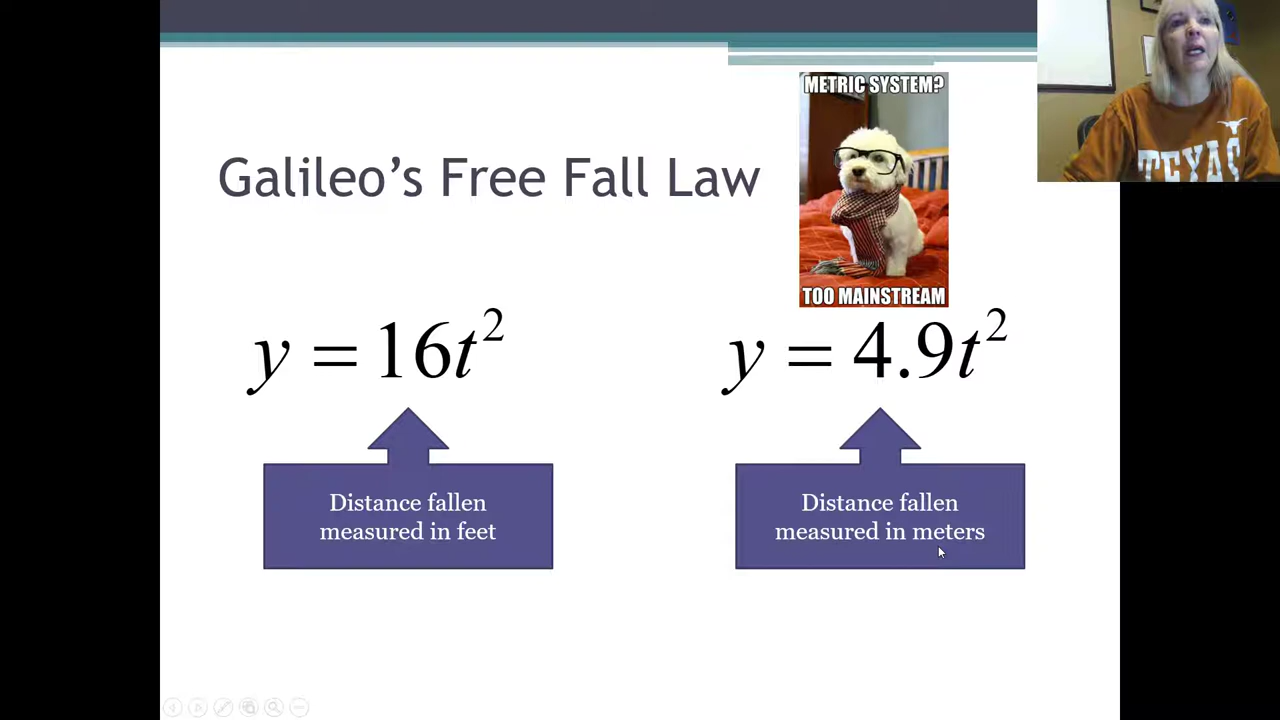 METRIC SYSTEM?
TOO MAINSTREAM
TEXAS
Galileo's Free Fall Law
y = 16t²
y = 4.9t²
Distance fallen
measured in feet
Distance fallen
measured in meters